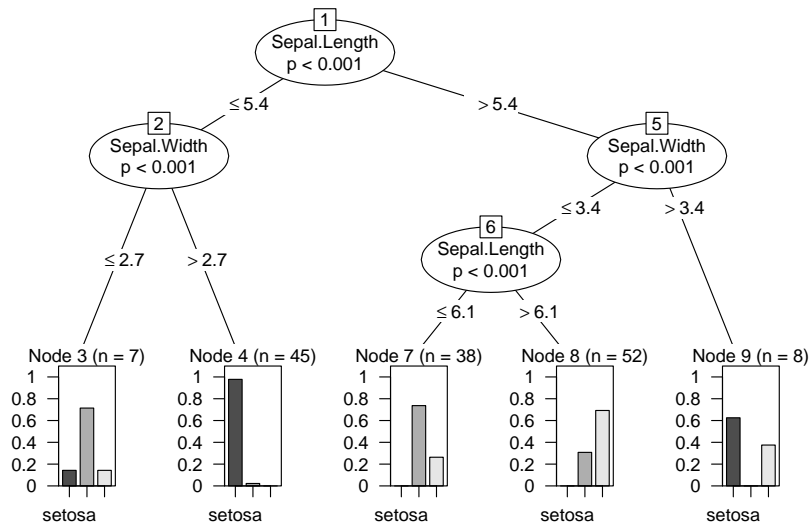 1
Sepal.Length
p < 0.001
≤ 5.4
> 5.4
2
Sepal.Width
p < 0.001
5
Sepal.Width
p < 0.001
≤ 3.4
> 3.4
6
Sepal.Length
p < 0.001
≤ 2.7
> 2.7
≤ 6.1
> 6.1
Node 3 (n = 7)
1
0.8
0.6
0.4
0.2
0
setosa
Node 4 (n = 45)
1
0.8
0.6
0.4
0.2
0
setosa
Node 7 (n = 38)
1
0.8
0.6
0.4
0.2
0
setosa
Node 8 (n = 52)
1
0.8
0.6
0.4
0.2
0
setosa
Node 9 (n = 8)
1
0.8
0.6
0.4
0.2
0
setosa